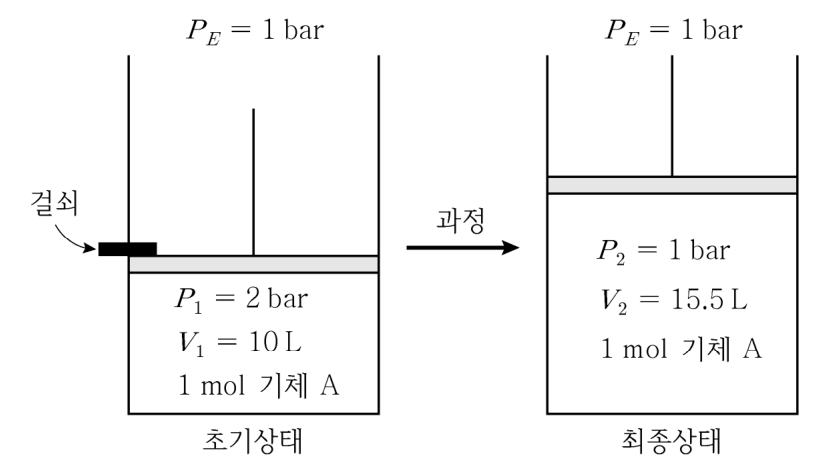 P_E = 1 bar
걸쇠
P_1 = 2 bar
V_1 = 10 L
1 mol 기체 A
초기상태
과정
P_E = 1 bar
P_2 = 1 bar
V_2 = 15.5 L
1 mol 기체 A
최종상태